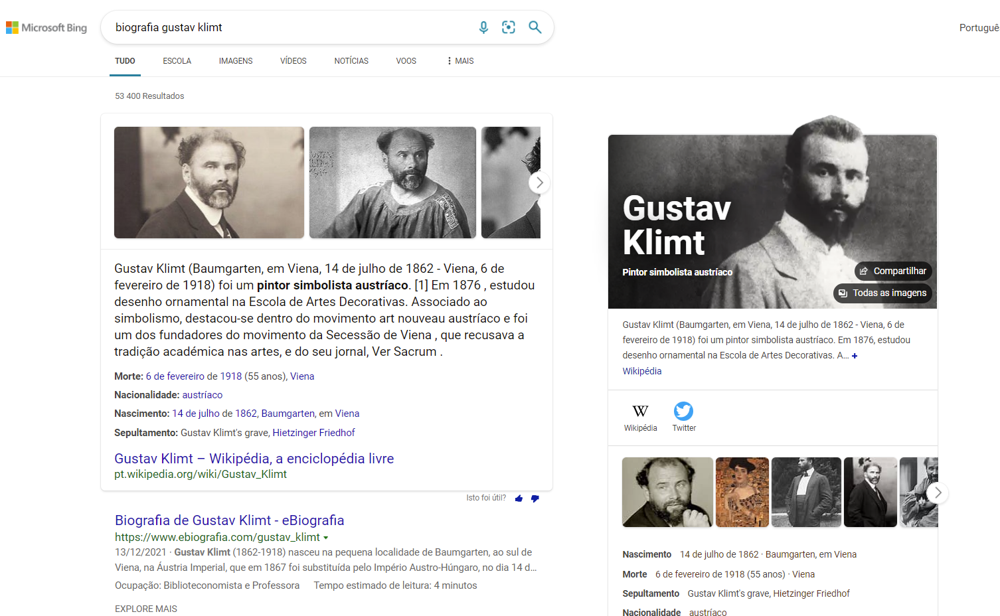 Microsoft Bing
biografia gustav klimt
Portuguê
TUDO
ESCOLA
IMAGENS
VÍDEOS
NOTÍCIAS
VOOS
MAIS
53 400 Resultados
GUSTAV
KLIMT
Gustav Klimt (Baumgarten, em Viena, 14 de julho de 1862 - Viena, 6 de
fevereiro de 1918) foi um pintor simbolista austríaco. [1] Em 1876 , estudou
desenho ornamental na Escola de Artes Decorativas. Associado ao
simbolismo, destacou-se dentro do movimento art nouveau austríaco e foi
um dos fundadores do movimento da Secessão de Viena , que recusava a
tradição académica nas artes, e do seu jornal, Ver Sacrum .
Morte: 6 de fevereiro de 1918 (55 anos), Viena
Nacionalidade: austríaco
Nascimento: 14 de julho de 1862, Baumgarten, em Viena
Sepultamento: Gustav Klimt's grave, Hietzinger Friedhof
Gustav Klimt – Wikipédia, a enciclopédia livre
pt.wikipedia.org/wiki/Gustav_Klimt
Isto foi útil?
Biografia de Gustav Klimt - eBiografia
https://www.ebiografia.com/gustav_klimt
13/12/2021 · Gustav Klimt (1862-1918) nasceu na pequena localidade de Baumgarten, ao sul de
Viena, na Áustria Imperial, que em 1867 foi substituída pelo Império Austro-Húngaro, no dia 14 d...
Ocupação: Biblioteconomista e Professora
Tempo estimado de leitura: 4 minutos
EXPLORE MAIS
Gustav
Klimt
Pintor simbolista austríaco
Compartilhar
Todas as imagens
Gustav Klimt (Baumgarten, em Viena, 14 de julho de 1862 - Viena, 6 de
fevereiro de 1918) foi um pintor simbolista austríaco. Em 1876, estudou
desenho ornamental na Escola de Artes Decorativas. A... +
Wikipédia
W
Wikipédia
Twitter
Nascimento 14 de julho de 1862 · Baumgarten, em Viena
Morte 6 de fevereiro de 1918 (55 anos) · Viena
Sepultamento Gustav Klimt's grave, Hietzinger Friedhof
Nacionalidade austríaco